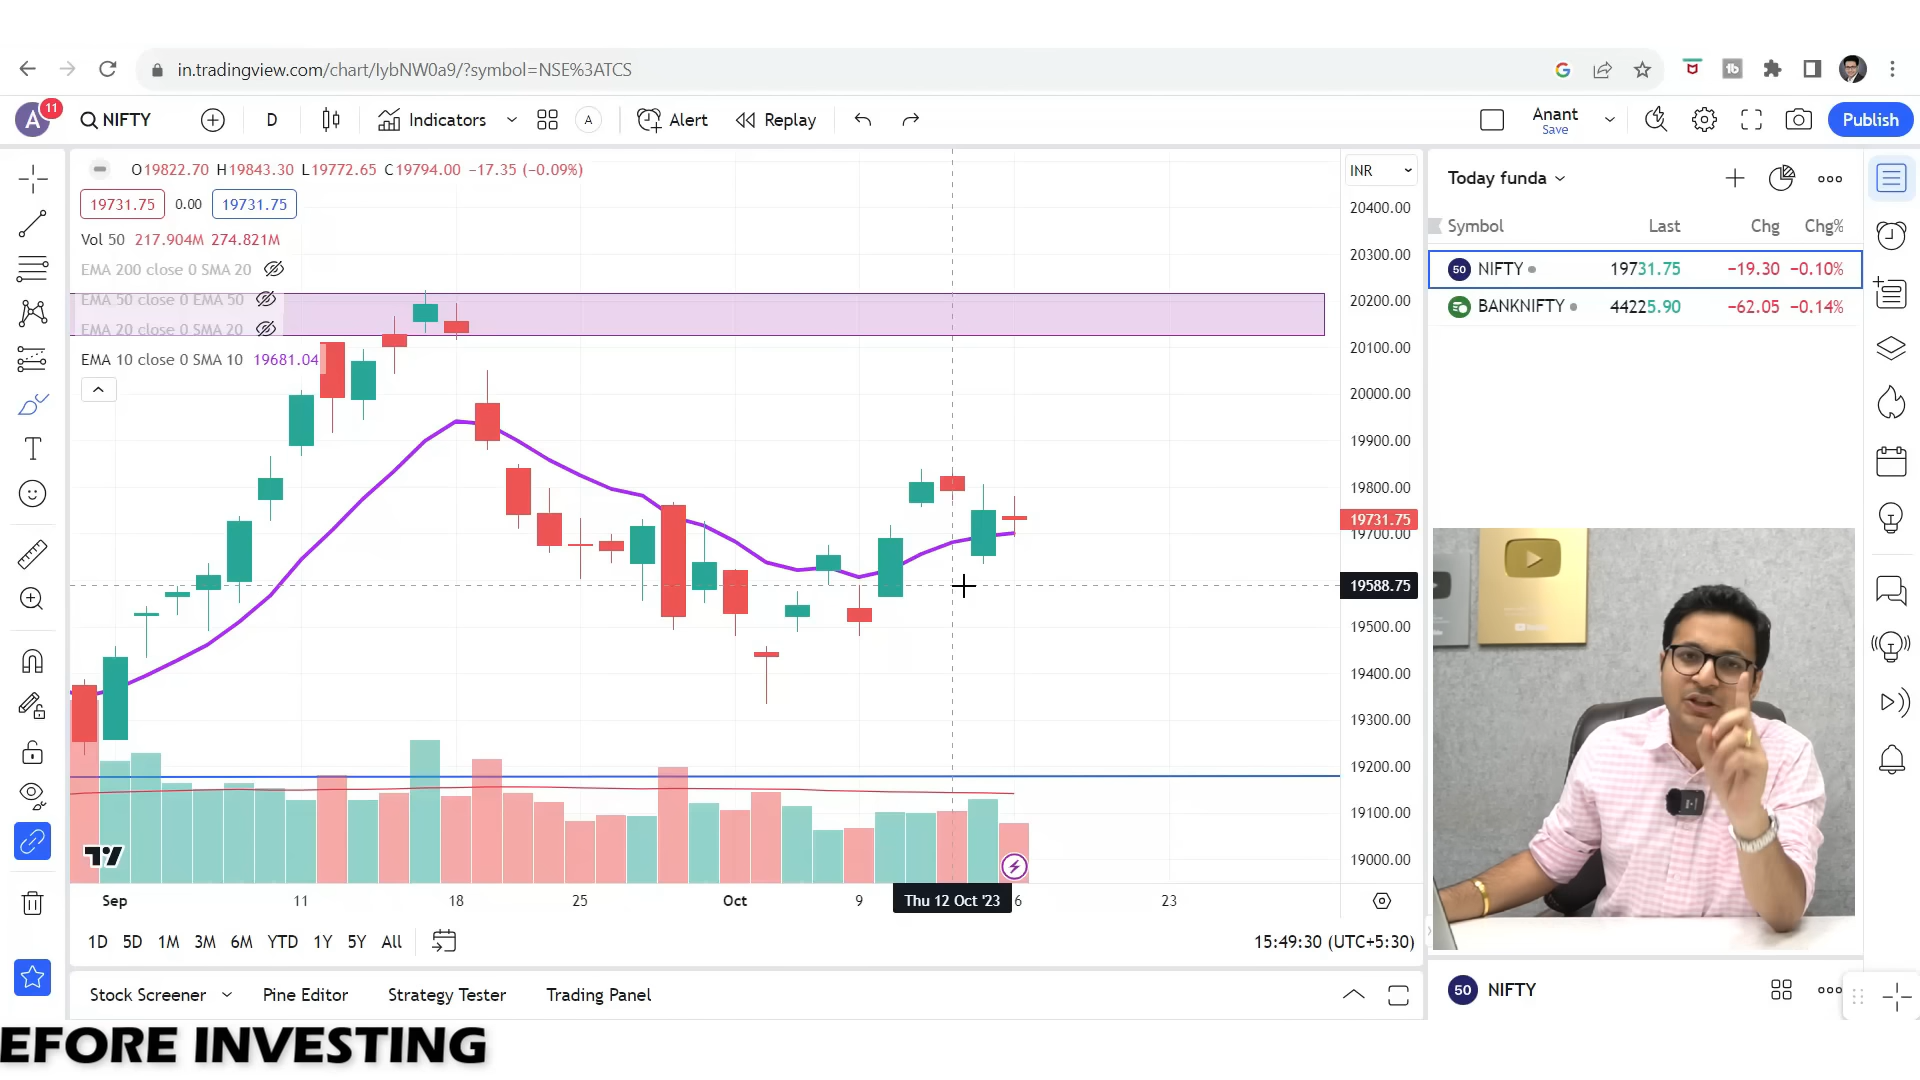 in.tradingview.com/chart/IybNW0a9/?symbol=NSE%3ATCS
A 11 NIFTY D Indicators A Alert Replay Anant Save Publish
O19822.70 H19843.30 L19772.65 C19794.00 −17.35 (−0.09%)
19731.75 0.00 19731.75
Vol 50 217.904M 274.821M
EMA 200 close 0 SMA 20
EMA 50 close 0 EMA 50
EMA 20 close 0 SMA 20
EMA 10 close 0 SMA 10 19681.04
INR
20400.00
20300.00
20200.00
20100.00
20000.00
19900.00
19800.00
19731.75
19700.00
19588.75
19500.00
19400.00
19300.00
19200.00
19100.00
19000.00
Sep 11 18 25 Oct 9 Thu 12 Oct '23 6 23
1D 5D 1M 3M 6M YTD 1Y 5Y All 15:49:30 (UTC+5:30)
Stock Screener Pine Editor Strategy Tester Trading Panel
Today funda
Symbol Last Chg Chg%
50 NIFTY 19731.75 −19.30 −0.10%
BANKNIFTY 44225.90 −62.05 −0.14%
50 NIFTY
EFORE INVESTING